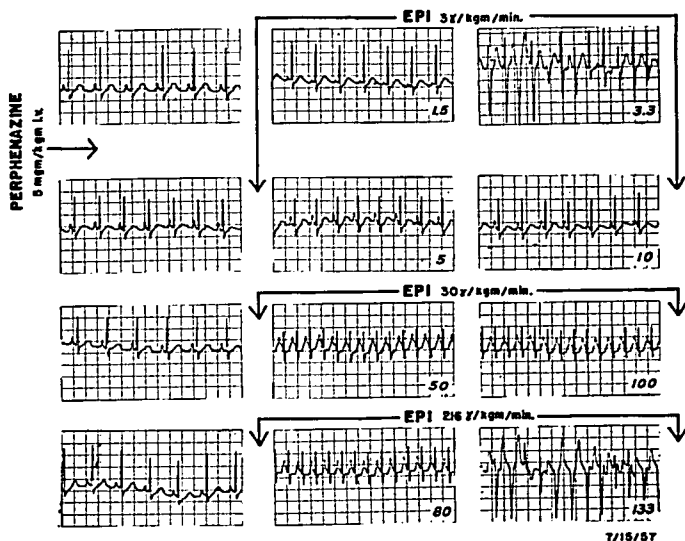 EPI 3γ/kgm/min.
1.5
3.3
PERPHENAZINE
5 mgm/kgm i.v.
5
10
EPI 30γ/kgm/min.
50
100
EPI 216γ/kgm/min.
80
133
7/15/57